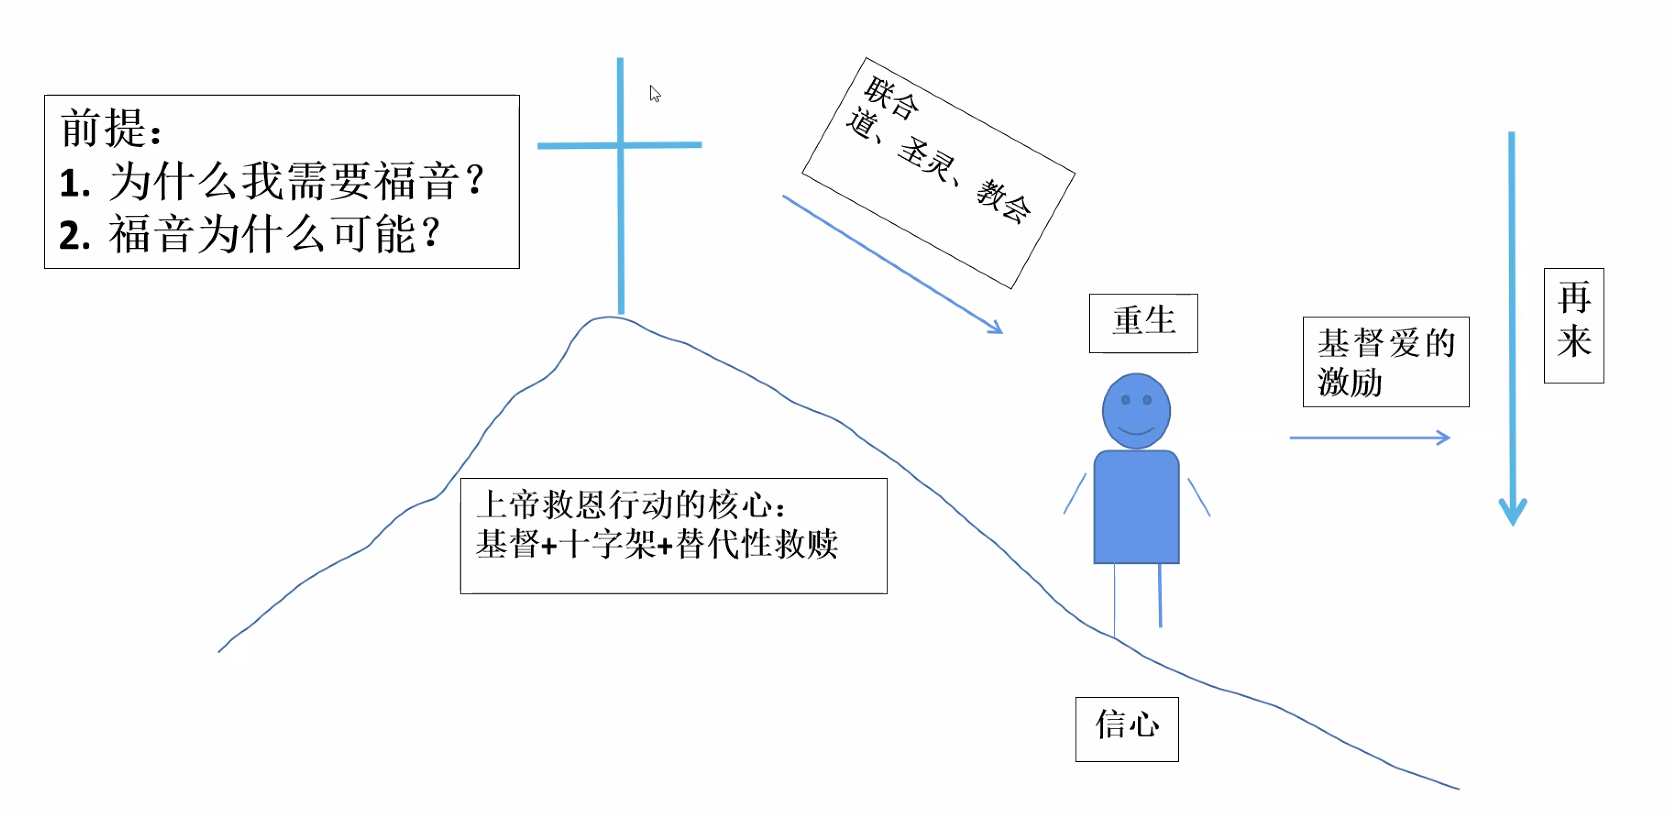 前提：
1. 为什么我需要福音？
2. 福音为什么可能？
联合
道、圣灵、教会
重生
基督爱的
激励
再
来
上帝救恩行动的核心：
基督+十字架+替代性救赎
信心